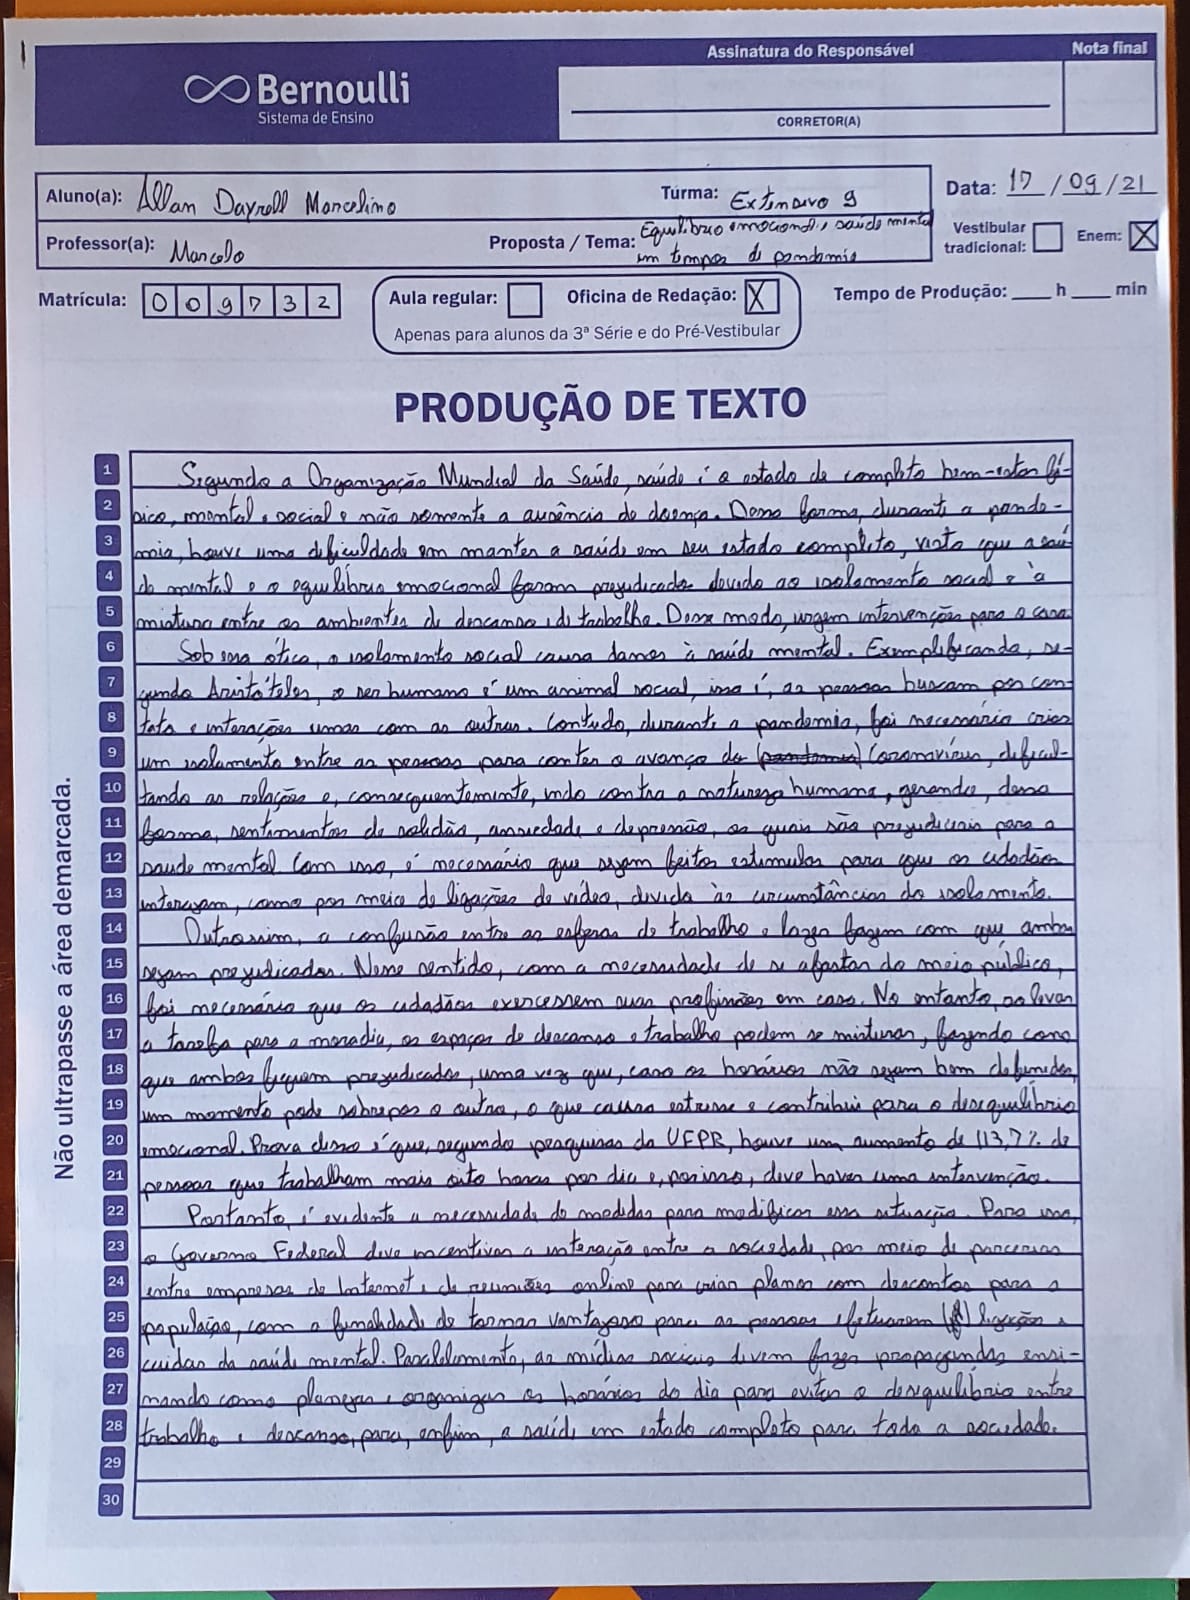 Bernoulli
Sistema de Ensino
Assinatura do Responsável
Nota final
CORRETOR(A)
Aluno(a): Allan Dayrell Marcelino
Turma: Extensivo 9
Data: 17/09/21
Professor(a): Marcelo
Proposta / Tema: Equilíbrio emocional e saúde mental
em tempos de pandemia
Vestibular tradicional:
Enem: X
Matrícula: 0 0 9 7 3 2
Aula regular:
Oficina de Redação: X
Apenas para alunos da 3ª Série e do Pré-Vestibular
Tempo de Produção: ____ h ____ min
PRODUÇÃO DE TEXTO
Não ultrapasse a área demarcada.
1 Segundo a Organização Mundial da Saúde, saúde é o estado de completo bem-estar fí-
2 sico, mental e social e não somente a ausência de doença. Dessa forma, durante a pande-
3 mia, houve uma dificuldade em manter a saúde em seu estado completo, visto que a saú-
4 de mental e o equilíbrio emocional foram prejudicados devido ao isolamento social e à
5 mistura entre os ambientes de descanso e de trabalho. Desse modo, urgem intervenções para o caso.
6 Sob essa ótica, o isolamento social causa danos à saúde mental. Exemplificando, se-
7 gundo Aristóteles, o ser humano é um animal social, isso é, as pessoas buscam por con-
8 tato e interações umas com as outras. Contudo, durante a pandemia, foi necessário criar
9 um isolamento entre as pessoas para conter o avanço do (pandemia) Coronavírus, dificul-
10 tando as relações e, consequentemente, indo contra a natureza humana, gerando, dessa
11 forma, sentimentos de solidão, ansiedade e depressão, os quais são prejudiciais para a
12 saude mental. Com isso, é necessário que sejam feitos estimulos para que os cidadãos
13 interajam, como por meio de ligações de vídeo, devido às circunstâncias do isolamento.
14 Outrossim, a confusão entre as esferas de trabalho e lazer fazem com que ambos
15 sejam prejudicados. Nesse sentido, com a necessidade de se afastar do meio público,
16 foi necessário que os cidadãos exercessem suas profissões em casa. No entanto, ao levar
17 a tarefa para a moradia, os espaços de descanso e trabalho podem se misturar, fazendo com
18 que ambos fiquem prejudicados, uma vez que, caso os horários não sejam bem definidos,
19 um momento pode sobrepor o outro, o que causa estresse e contribui para o desequilíbrio
20 emocional. Prova disso é que, segundo pesquisas da UFPR, houve um aumento de 113,7% de
21 pessoas que trabalham mais oito horas por dia e, por isso, deve haver uma intervenção.
22 Portanto, é evidente a necessidade de medidas para modificar essa situação. Para isso,
23 o Governo Federal deve incentivar a interação entre a sociedade, por meio de parcerias
24 entre empresas de Internet e de reuniões online para criar planos com descontos para a
25 população, com a finalidade de tornar vantajoso para as pessoas efetuarem ligações e
26 cuidar da saúde mental. Paralelamente, as mídias sociais devem fazer propagandas ensi-
27 nando como planejar e organizar os horários do dia para evitar o desequilíbrio entre
28 trabalho e descanso, para, enfim, a saúde em estado completo para toda a sociedade.
29
30